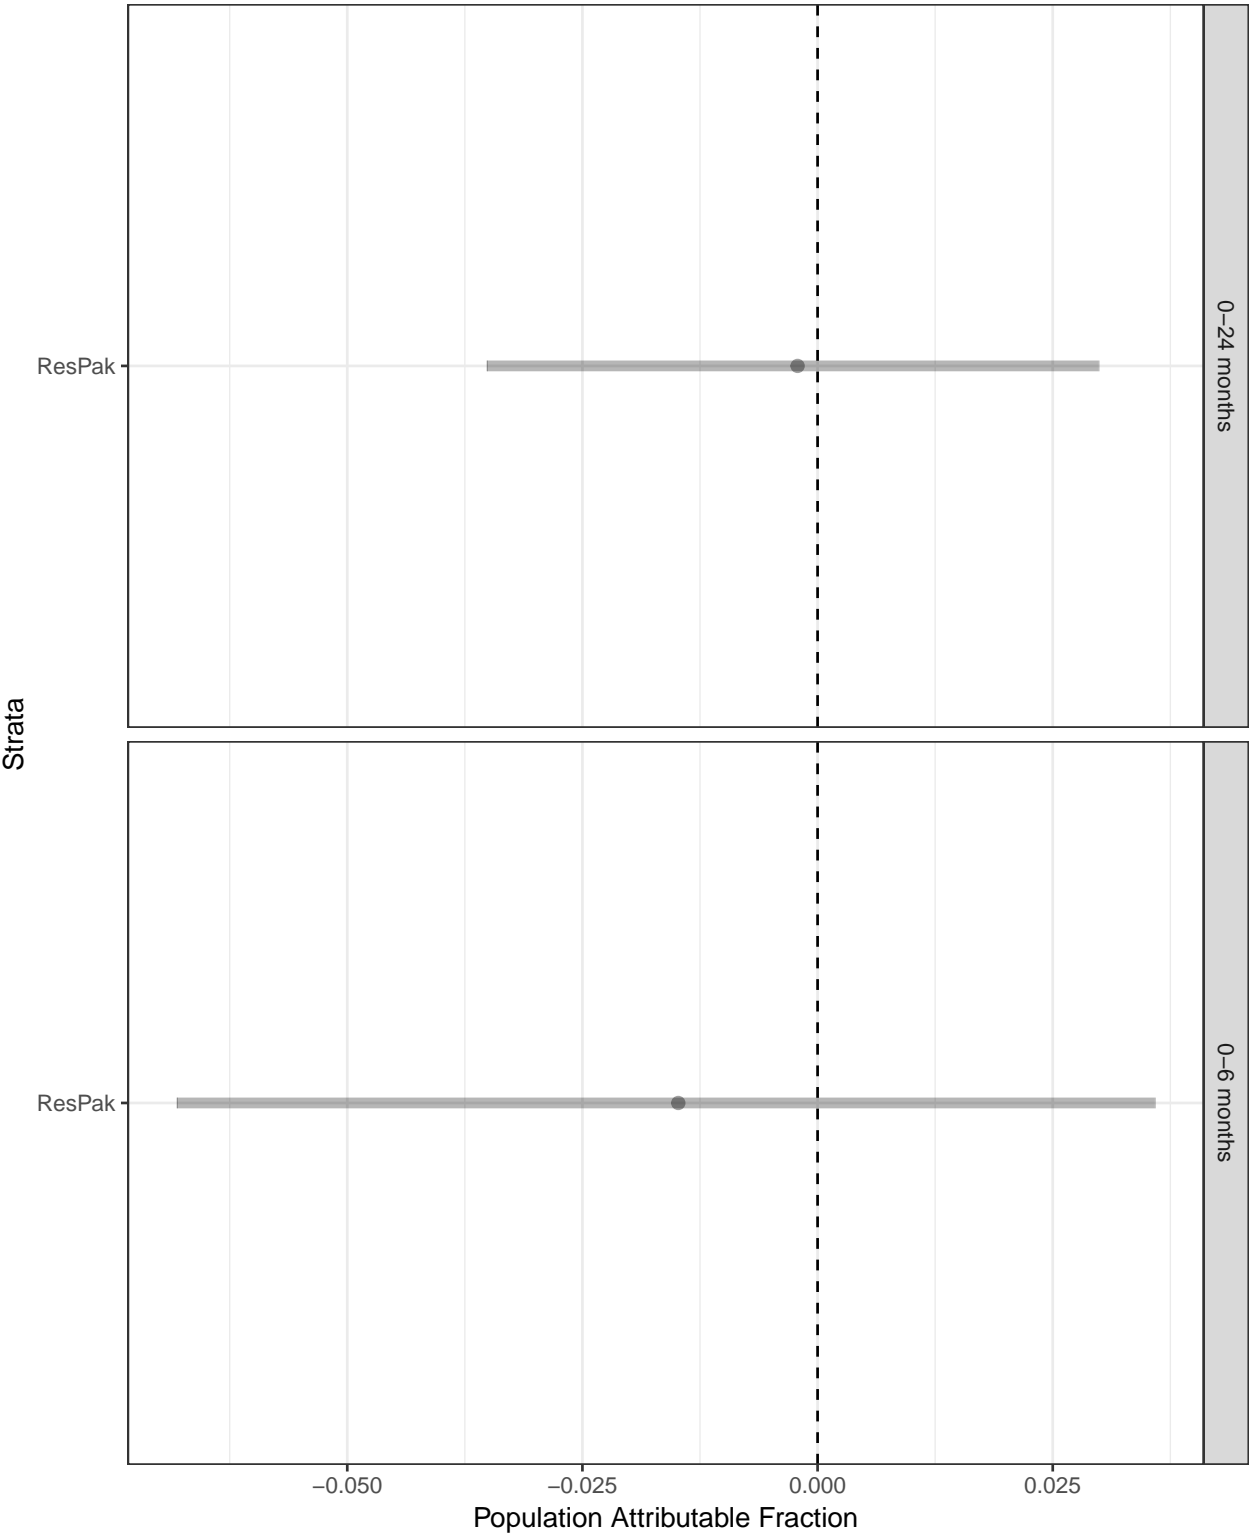 ResPak
0−24 months
Strata
ResPak
0−6 months
−0.050
−0.025
0.000
0.025
Population Attributable Fraction